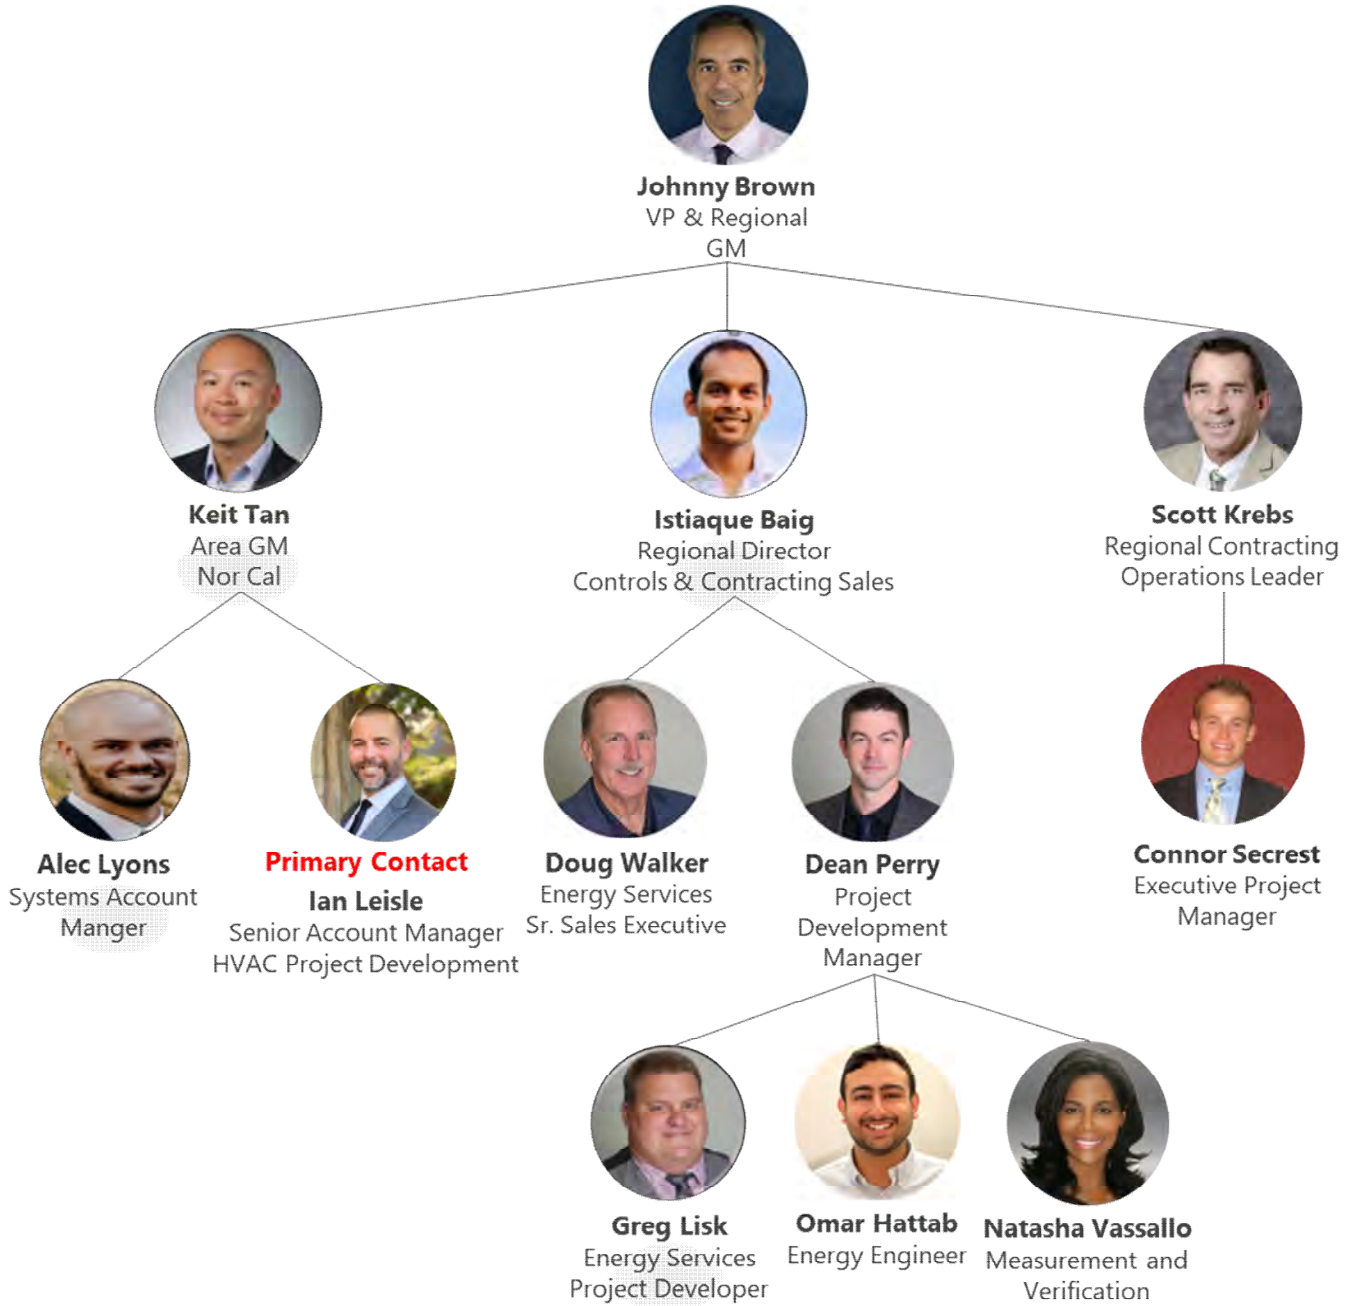 Johnny Brown
VP & Regional
GM
Keit Tan
Area GM
Nor Cal
Istiaque Baig
Regional Director
Controls & Contracting Sales
Scott Krebs
Regional Contracting
Operations Leader
Alec Lyons
Systems Account
Manger
Primary Contact
Ian Leisle
Senior Account Manager
HVAC Project Development
Doug Walker
Energy Services
Sr. Sales Executive
Dean Perry
Project
Development
Manager
Connor Secrest
Executive Project
Manager
Greg Lisk
Energy Services
Project Developer
Omar Hattab
Energy Engineer
Natasha Vassallo
Measurement and
Verification